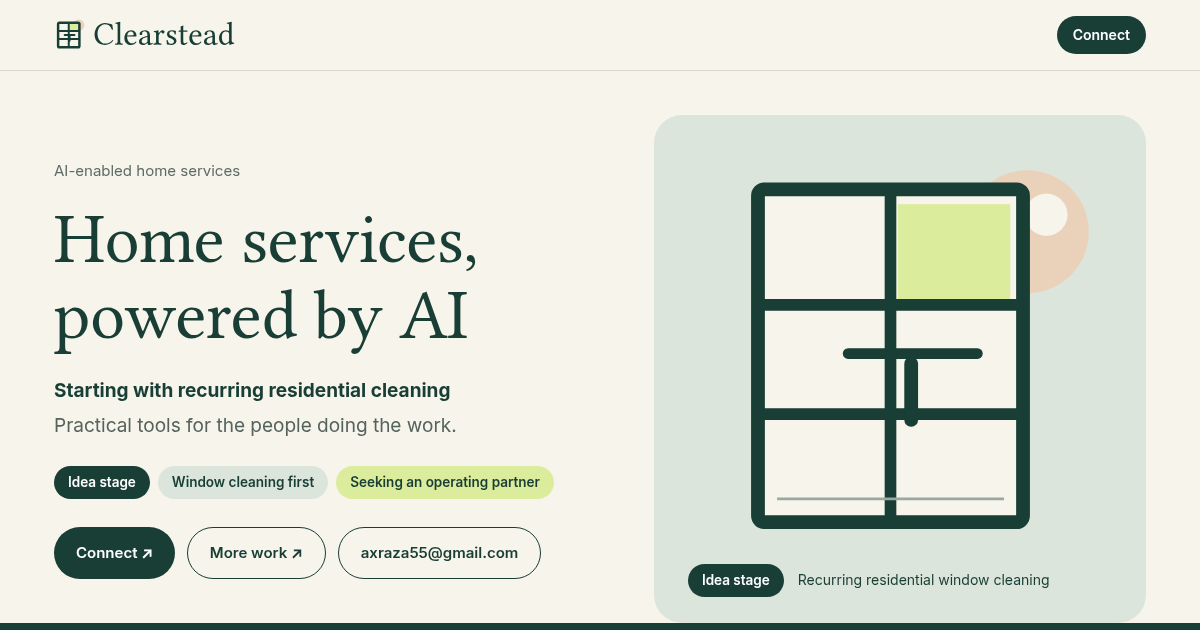 Clearstead
Connect
AI-enabled home services
Home services,
powered by AI
Starting with recurring residential cleaning
Practical tools for the people doing the work.
Idea stage
Window cleaning first
Seeking an operating partner
Connect ↗
More work ↗
axraza55@gmail.com
Idea stage
Recurring residential window cleaning